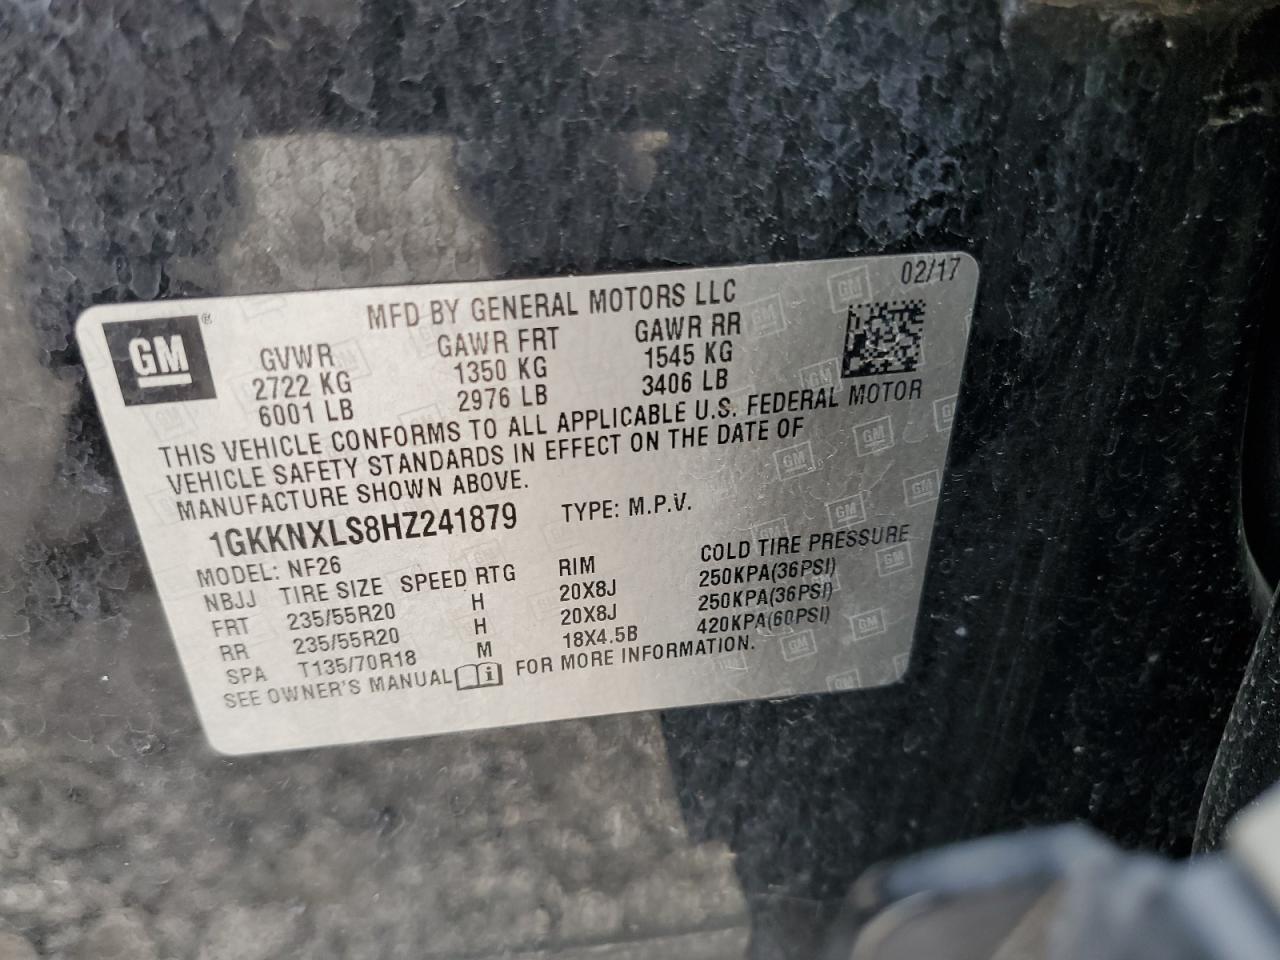 02/17
GM®
MFD BY GENERAL MOTORS LLC
GVWR GAWR FRT GAWR RR
2722 KG 1350 KG 1545 KG
6001 LB 2976 LB 3406 LB
THIS VEHICLE CONFORMS TO ALL APPLICABLE U.S. FEDERAL MOTOR
VEHICLE SAFETY STANDARDS IN EFFECT ON THE DATE OF
MANUFACTURE SHOWN ABOVE.
1GKKNXLS8HZ241879 TYPE: M.P.V.
MODEL: NF26
NBJJ TIRE SIZE SPEED RTG RIM COLD TIRE PRESSURE
FRT 235/55R20 H 20X8J 250KPA(36PSI)
RR 235/55R20 H 20X8J 250KPA(36PSI)
SPA T135/70R18 M 18X4.5B 420KPA(60PSI)
SEE OWNER'S MANUAL FOR MORE INFORMATION.